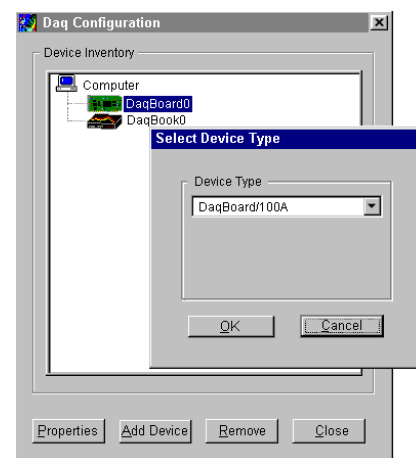 Daq Configuration
Device Inventory
Computer
DaqBoard0
DaqBook0
Select Device Type
Device Type
DaqBoard/100A
OK
Cancel
Properties
Add Device
Remove
Close